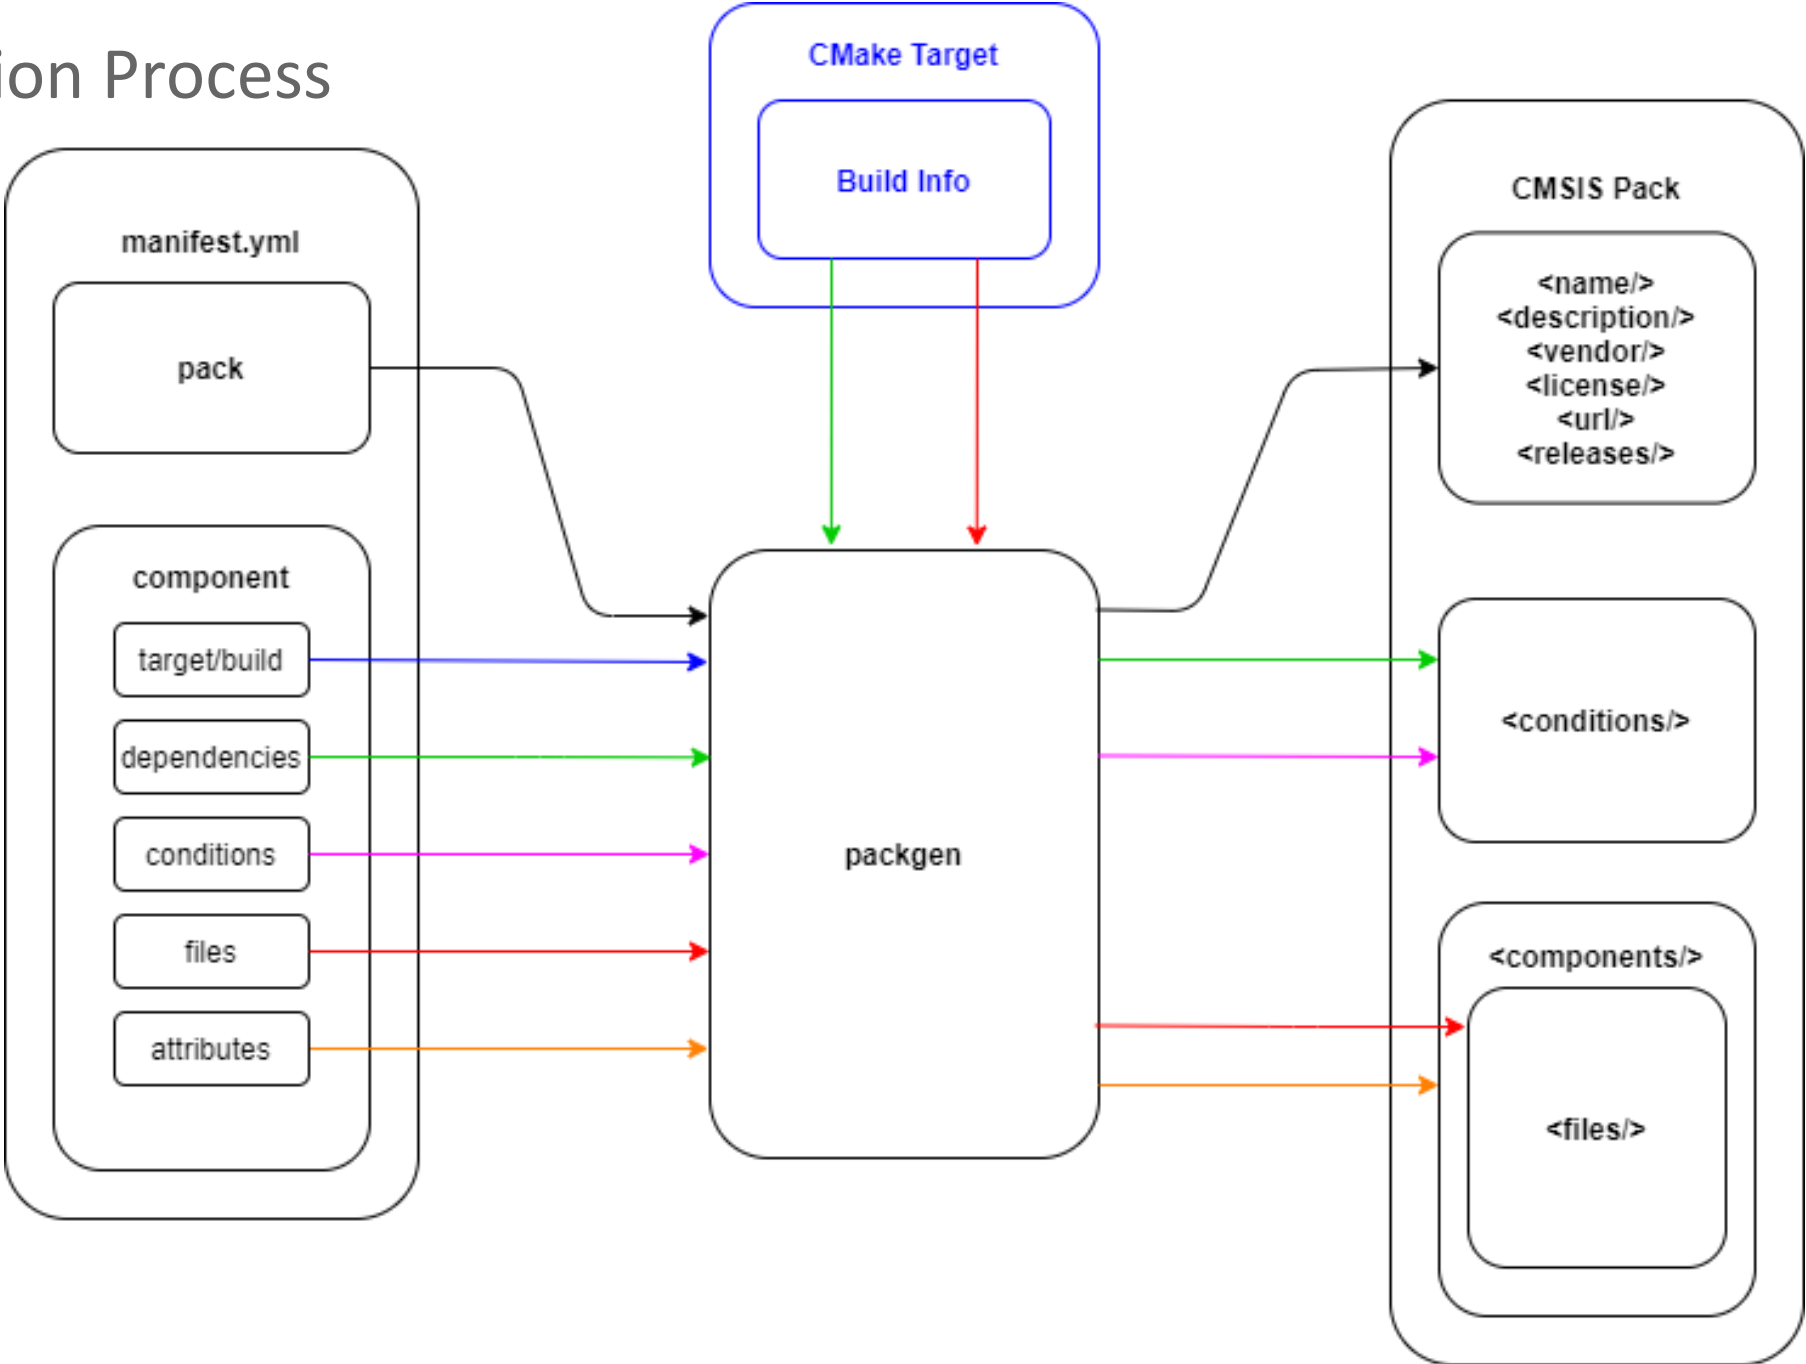 ion Process
manifest.yml
pack
component
target/build
dependencies
conditions
files
attributes
CMake Target
Build Info
packgen
CMSIS Pack
<name/>
<description/>
<vendor/>
<license/>
<url/>
<releases/>
<conditions/>
<components/>
<files/>